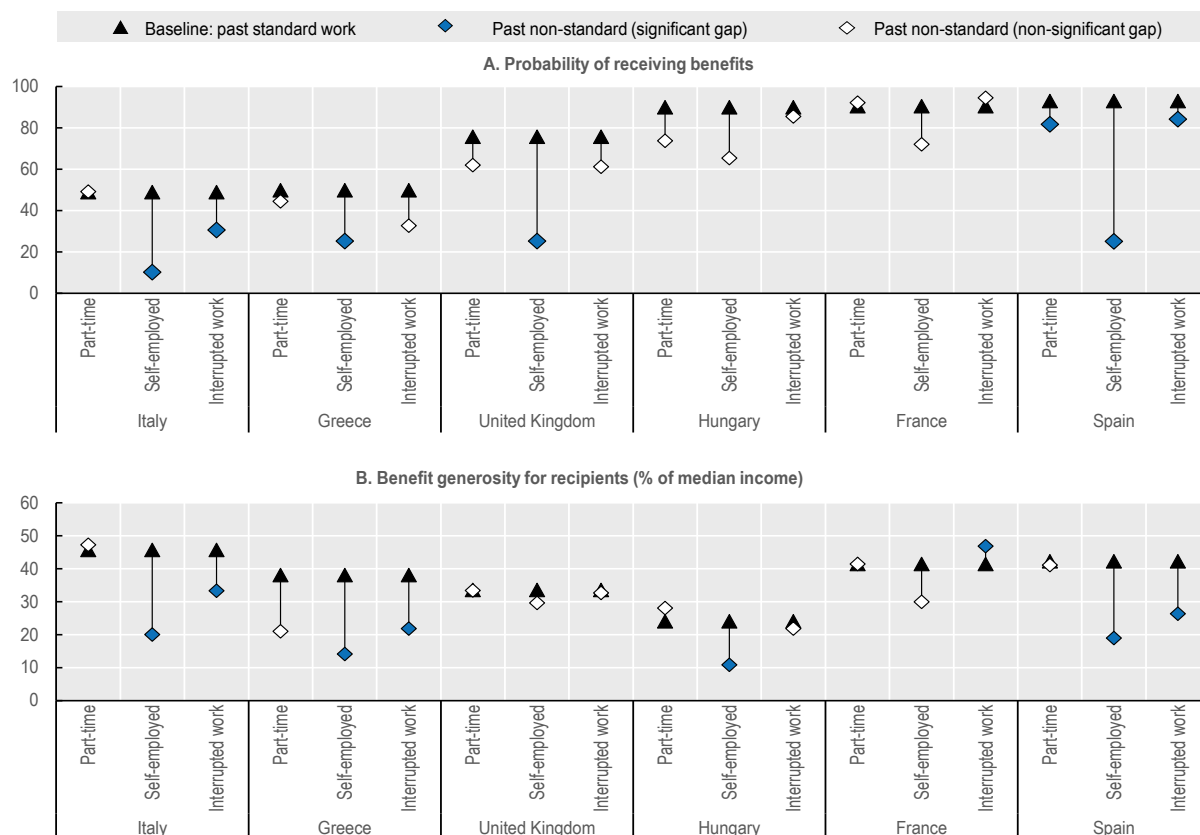 Baseline: past standard work Past non-standard (significant gap) Past non-standard (non-significant gap)
A. Probability of receiving benefits
100
80
60
40
20
0
Part-time Self-employed Interrupted work Part-time Self-employed Interrupted work Part-time Self-employed Interrupted work Part-time Self-employed Interrupted work Part-time Self-employed Interrupted work Part-time Self-employed Interrupted work
Italy Greece United Kingdom Hungary France Spain
B. Benefit generosity for recipients (% of median income)
60
50
40
30
20
10
0
Part-time Self-employed Interrupted work Part-time Self-employed Interrupted work Part-time Self-employed Interrupted work Part-time Self-employed Interrupted work Part-time Self-employed Interrupted work Part-time Self-employed Interrupted work
Italy Greece United Kingdom Hungary France Spain